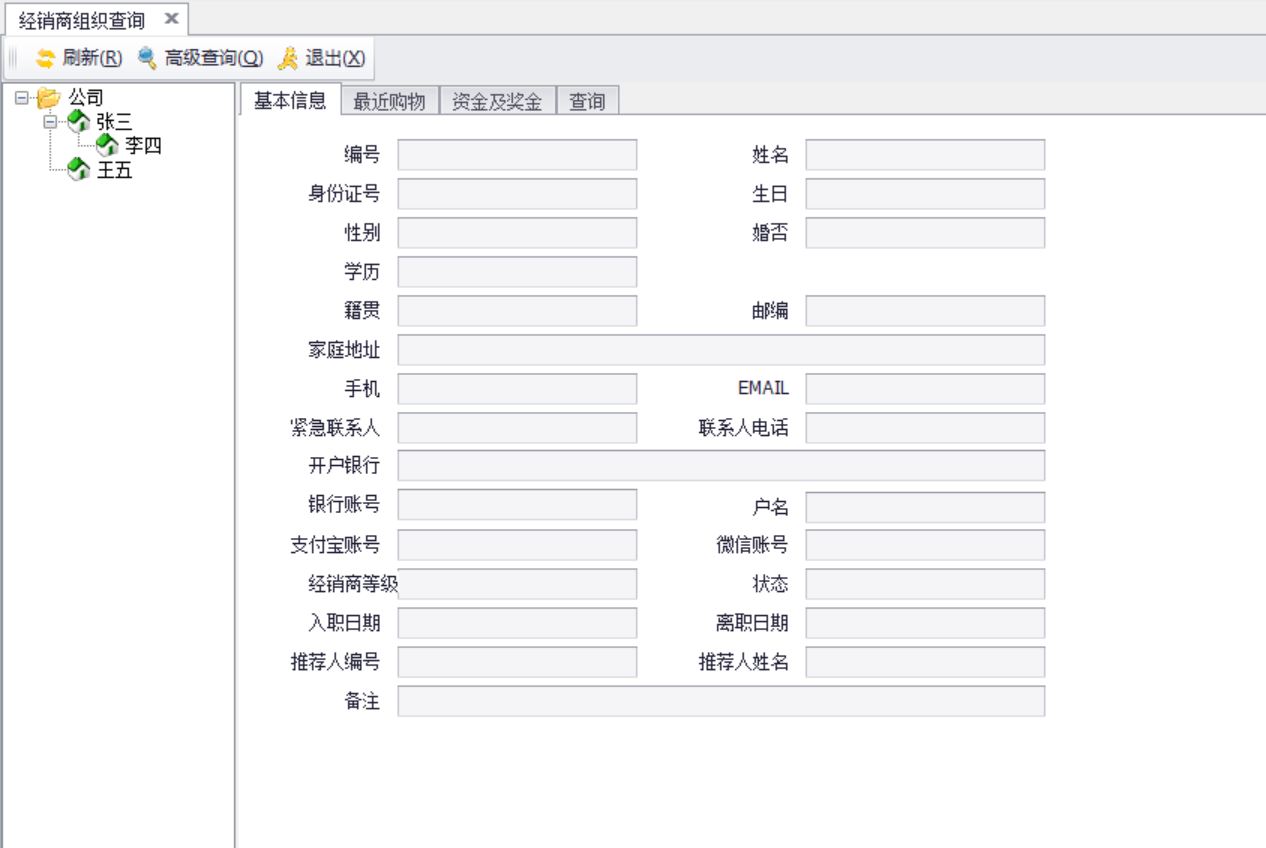 经销商组织查询
刷新(R) 高级查询(Q) 退出(X)
公司
张三
李四
王五
基本信息 最近购物 资金及奖金 查询
编号 姓名
身份证号 生日
性别 婚否
学历
籍贯 邮编
家庭地址
手机 EMAIL
紧急联系人 联系人电话
开户银行
银行账号 户名
支付宝账号 微信账号
经销商等级 状态
入职日期 离职日期
推荐人编号 推荐人姓名
备注